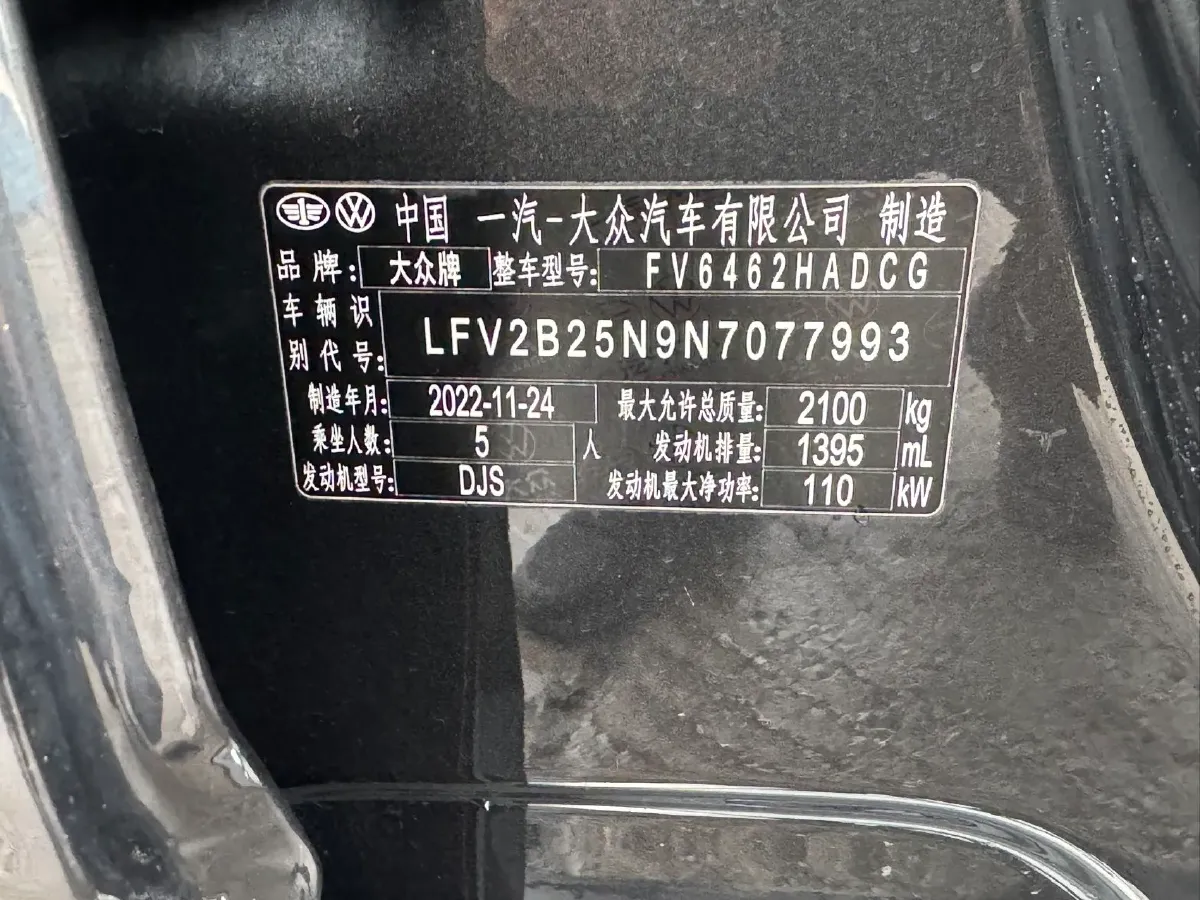 中国 一汽-大众汽车有限公司 制造
品牌: 大众牌 整车型号: FV6462HADCG
车辆识别代号: LFV2B25N9N7077993
制造年月: 2022-11-24 最大允许总质量: 2100 kg
乘坐人数: 5 人 发动机排量: 1395 mL
发动机型号: DJS 发动机最大净功率: 110 kW